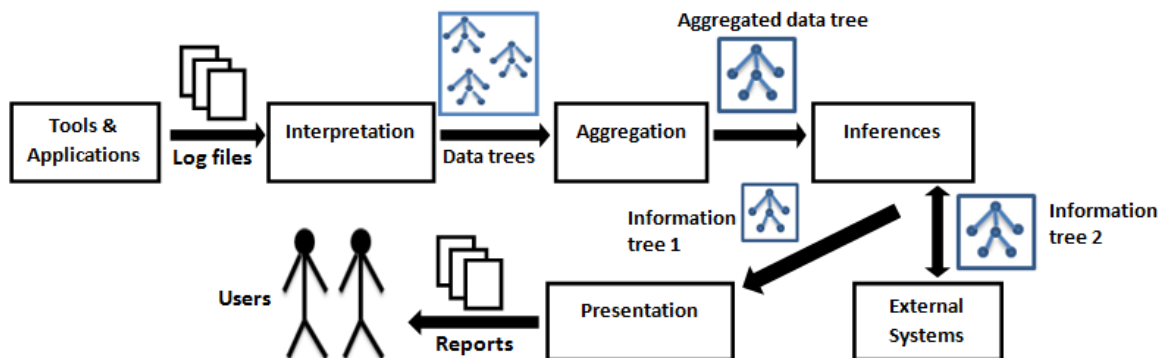 Aggregated data tree
Tools &
Applications
Log files
Interpretation
Data trees
Aggregation
Inferences
Information
tree 1
Information
tree 2
Users
Reports
Presentation
External
Systems